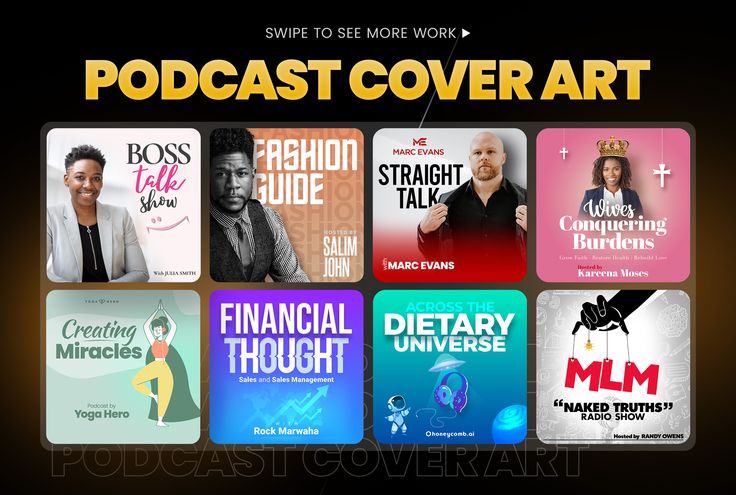 SWIPE TO SEE MORE WORK
PODCAST COVER ART
BOSS
talk
show
With JULIA SMITH
FASHION
GUIDE
HOSTED BY
SALIM
JOHN
ME
MARC EVANS
STRAIGHT
TALK
with
MARC EVANS
Wives
Conquering
Burdens
Grow Faith | Restore Health | Rebuild Love
Hosted by
Kareena Moses
YOGA HERO
Creating
Miracles
Podcast by
Yoga Hero
FINANCIAL
THOUGHT
Sales and Sales Management
WITH
Rock Marwaha
ACROSS THE
DIETARY
UNIVERSE
honeycomb.ai
MLM
“NAKED TRUTHS”
RADIO SHOW
Hosted by RANDY OWENS
PODCAST COVER ART